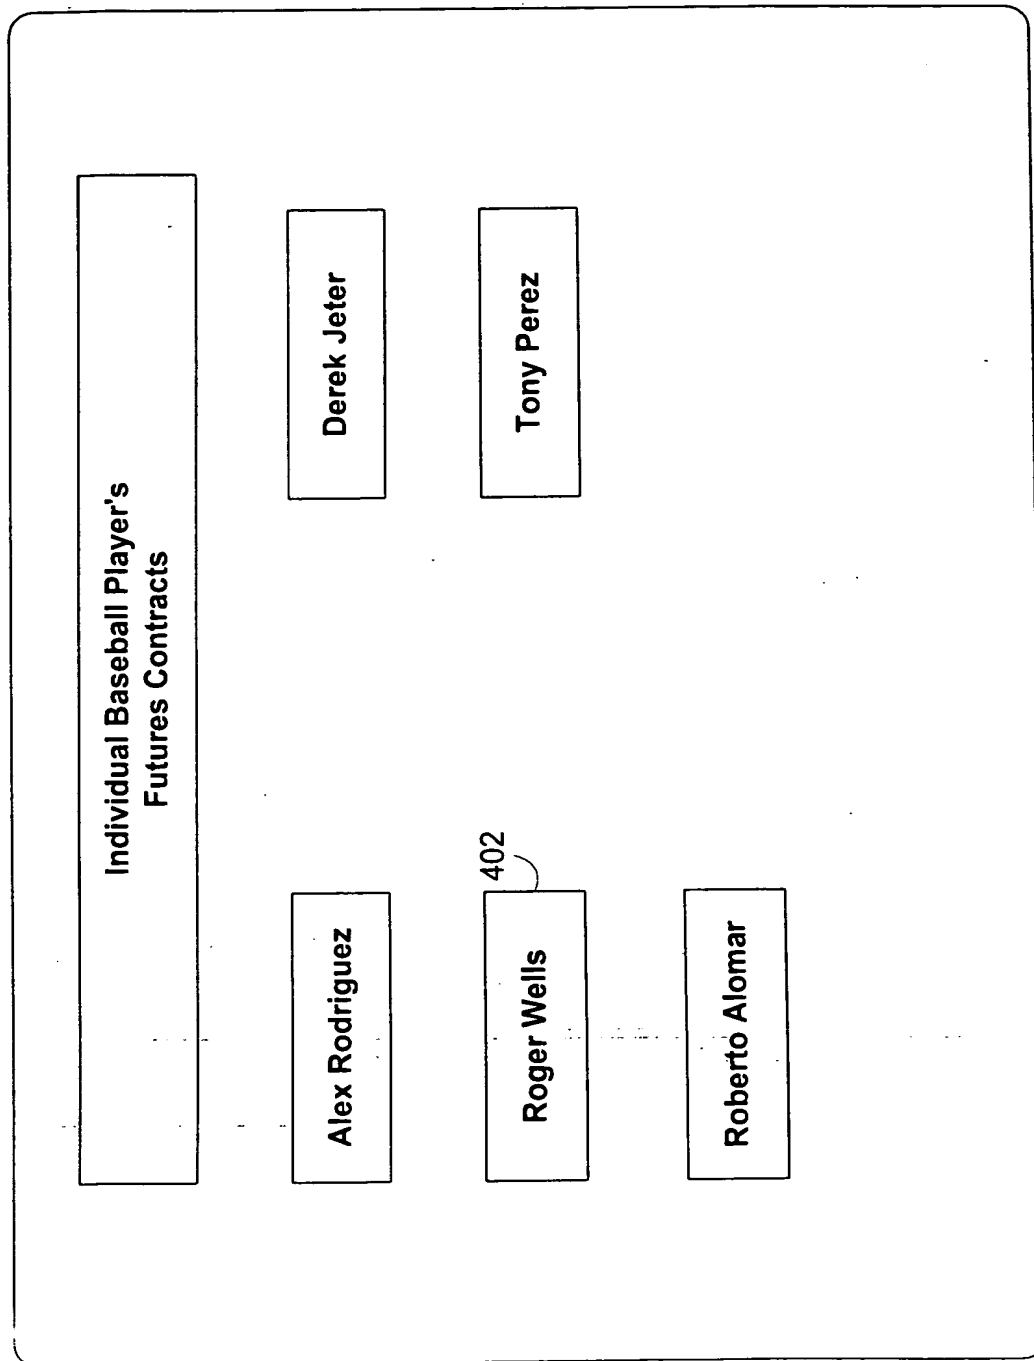 Individual Baseball Player's
Futures Contracts
Alex Rodriguez
Derek Jeter
402
Roger Wells
Tony Perez
Roberto Alomar